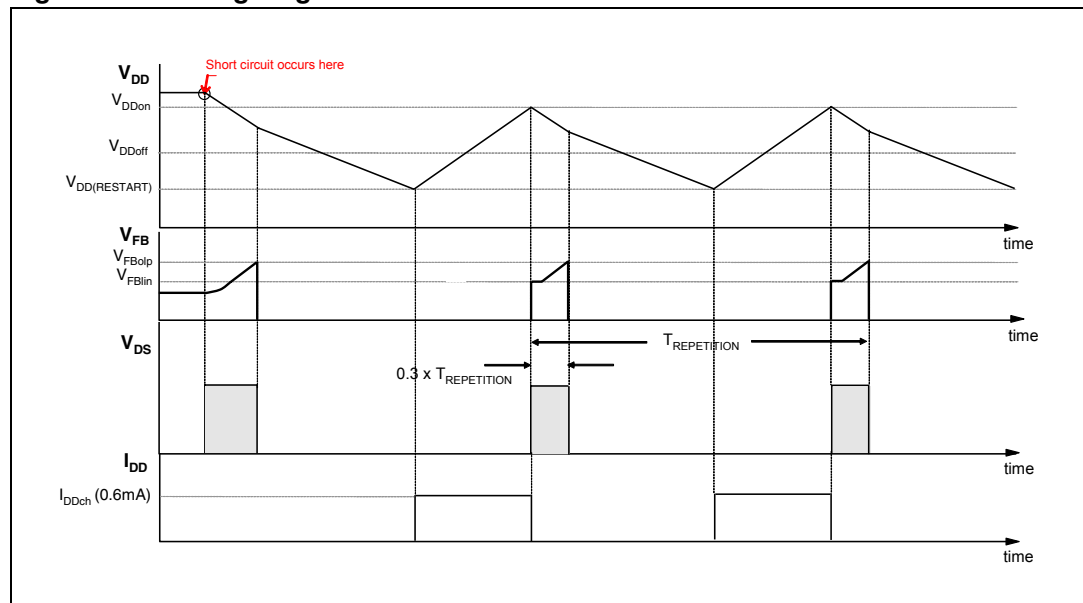 Short circuit occurs here
VDD
VDDon
VDDoff
VDD(RESTART)
time
VFB
VFBolp
VFBlin
time
VDS
TREPETITION
0.3 x TREPETITION
time
IDD
IDDch (0.6mA)
time